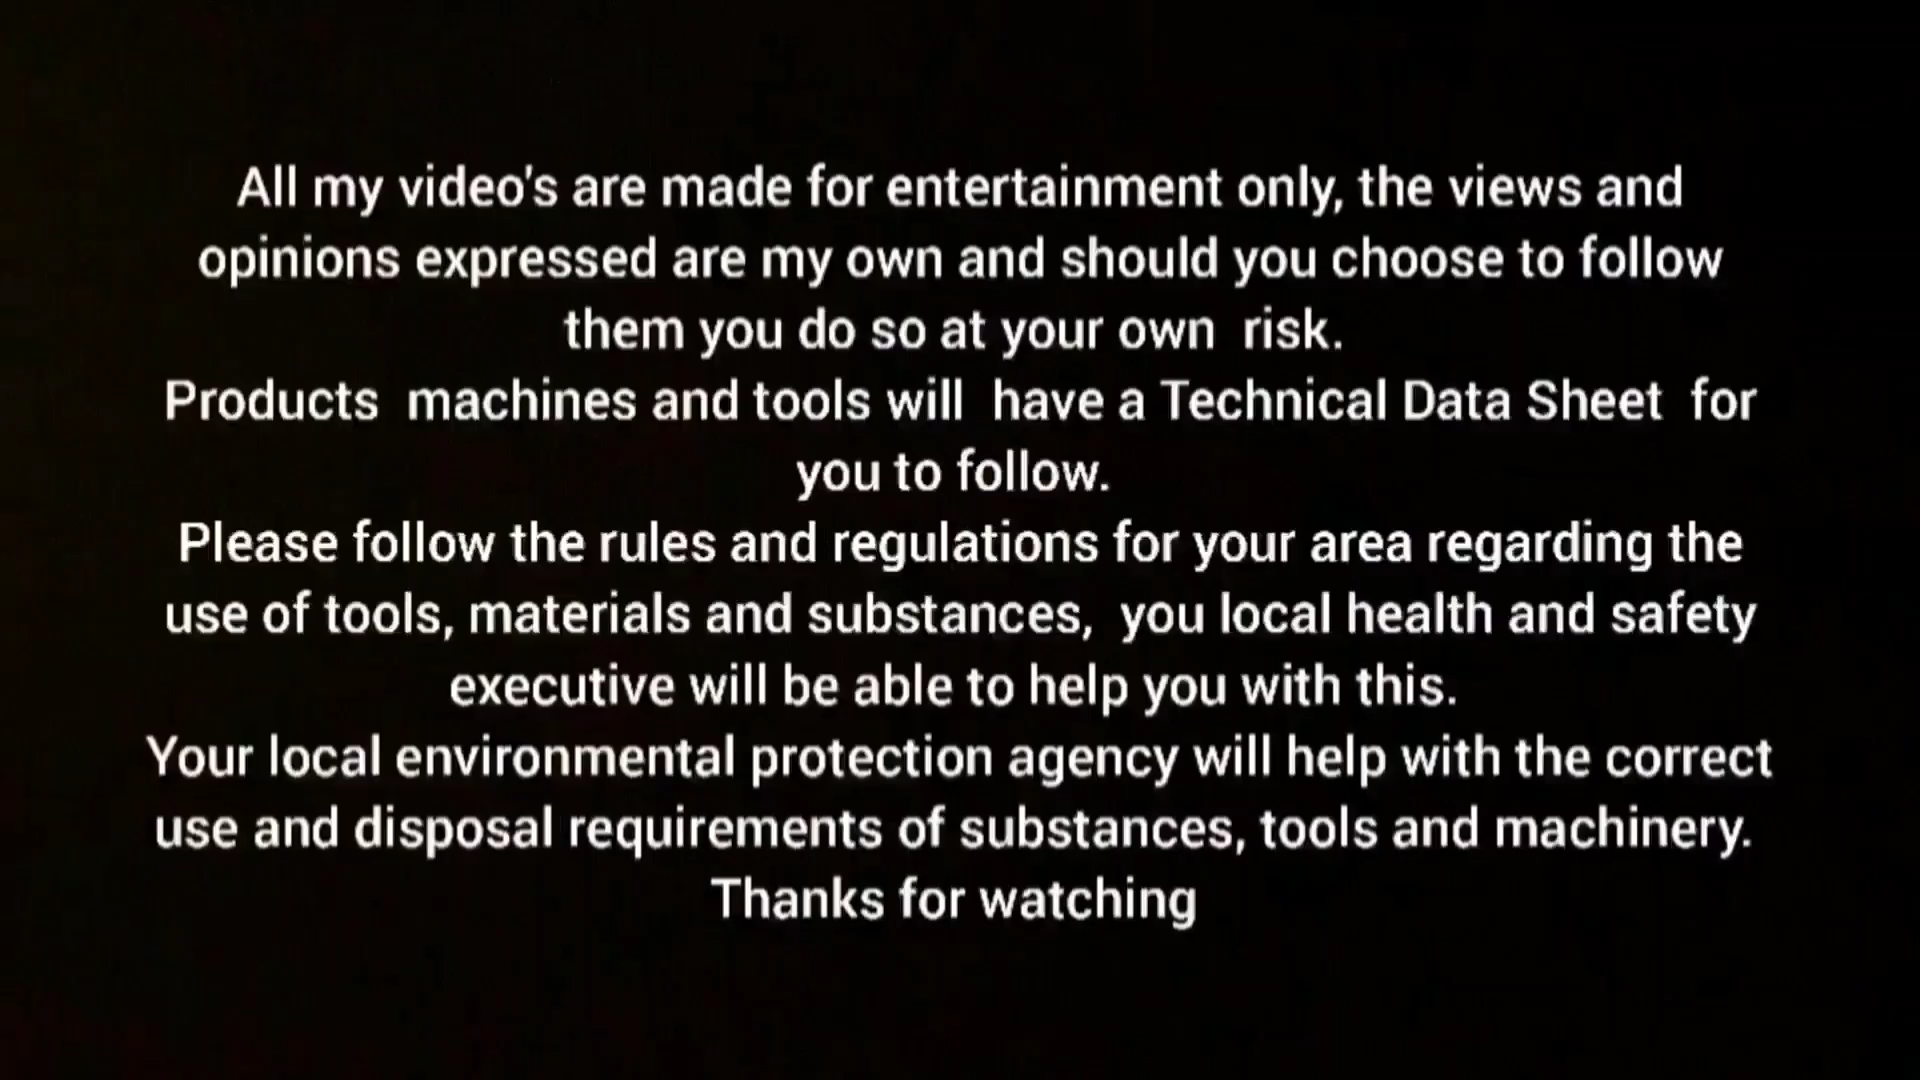 All my video's are made for entertainment only, the views and
opinions expressed are my own and should you choose to follow
them you do so at your own  risk.
Products  machines and tools will  have a Technical Data Sheet  for
you to follow.
Please follow the rules and regulations for your area regarding the
use of tools, materials and substances,  you local health and safety
executive will be able to help you with this.
Your local environmental protection agency will help with the correct
use and disposal requirements of substances, tools and machinery.
Thanks for watching